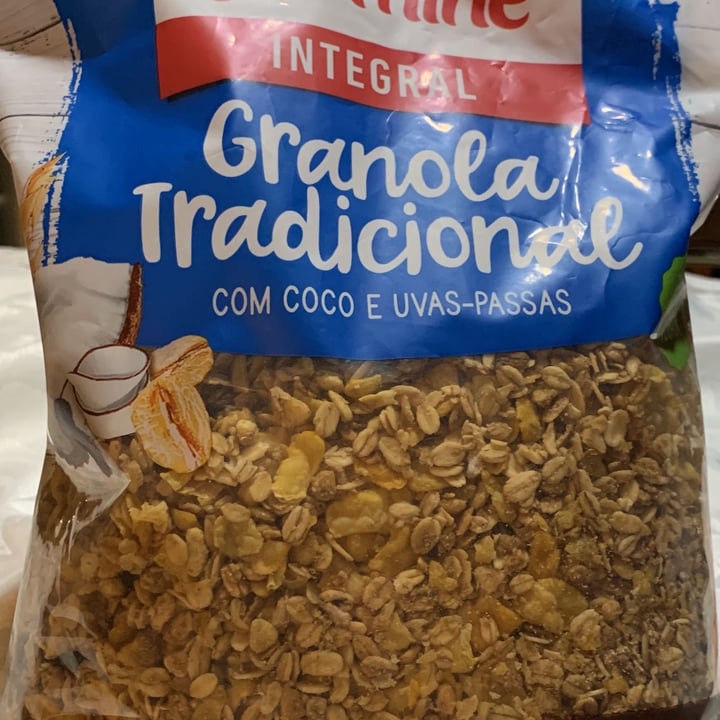 INTEGRAL
Granola
Tradicional
COM COCO E UVAS-PASSAS